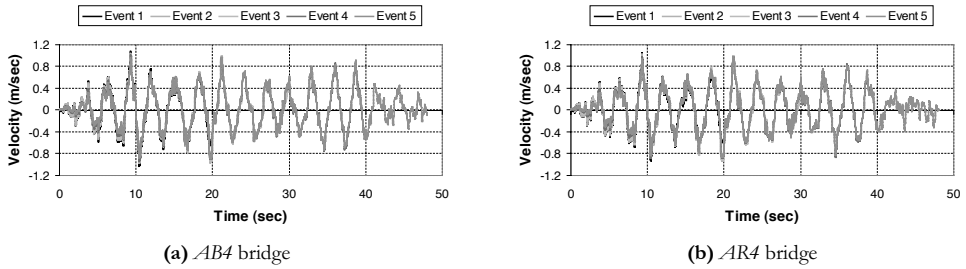 Event 1 Event 2 Event 3 Event 4 Event 5
Velocity (m/sec)
1.2
0.8
0.4
0
-0.4
-0.8
-1.2
0 10 20 30 40 50
Time (sec)
(a) AB4 bridge
Event 1 Event 2 Event 3 Event 4 Event 5
Velocity (m/sec)
1.2
0.8
0.4
0
-0.4
-0.8
-1.2
0 10 20 30 40 50
Time (sec)
(b) AR4 bridge